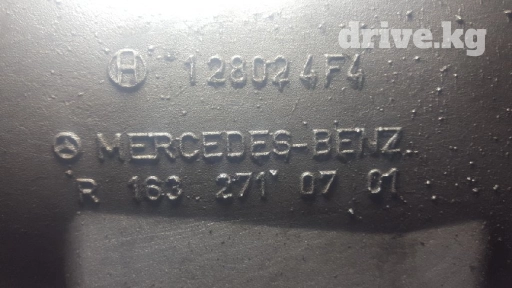 drive.kg
128024F4
MERCEDES-BENZ
R 163 271 07 01